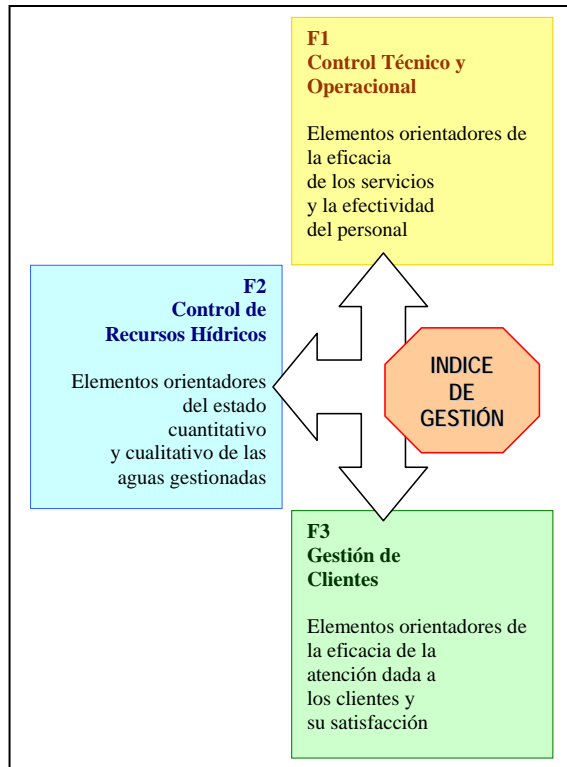 F1
Control Técnico y
Operacional
Elementos orientadores de
la eficacia
de los servicios
y la efectividad
del personal
F2
Control de
Recursos Hídricos
Elementos orientadores
del estado
cuantitativo
y cualitativo de las
aguas gestionadas
INDICE
DE
GESTIÓN
F3
Gestión de
Clientes
Elementos orientadores de
la eficacia de la
atención dada a
los clientes y
su satisfacción